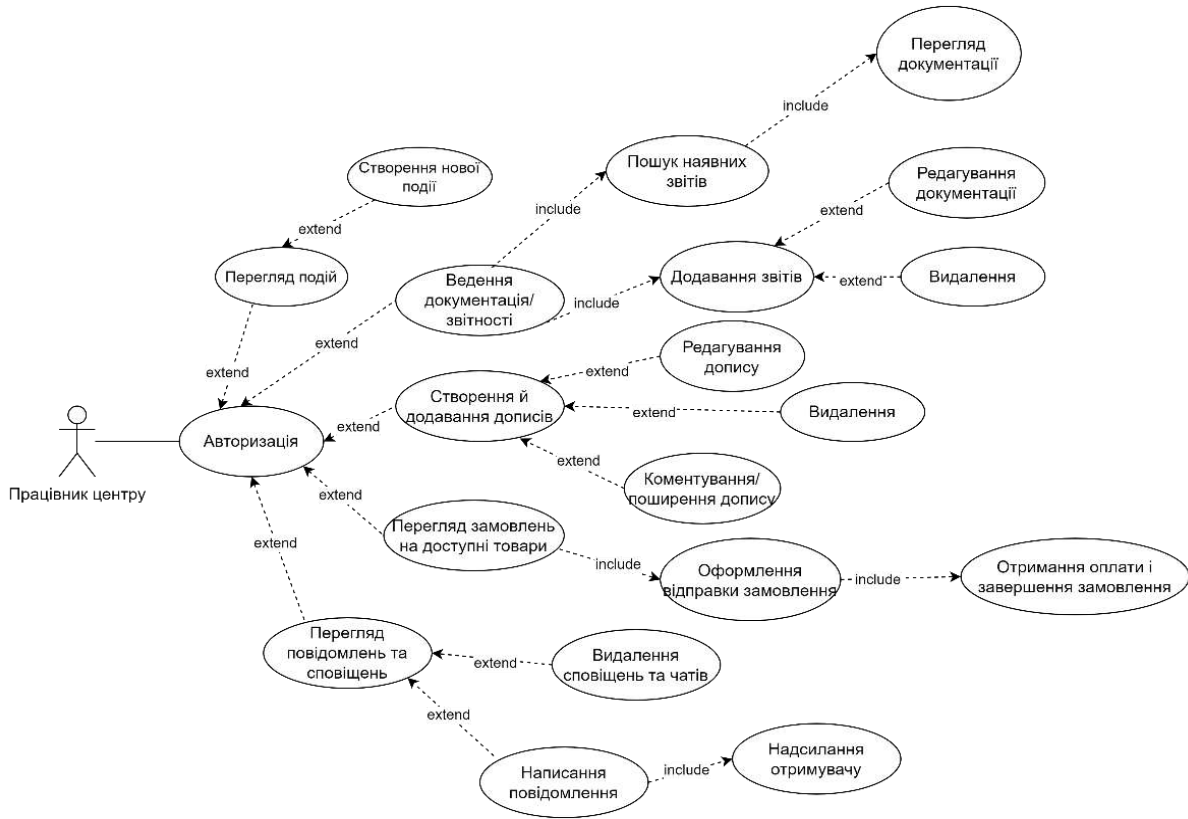 Перегляд
документації
include
Пошук наявних
звітів
Створення нової
події
Редагування
документації
include
extend
extend
Перегляд подій
Ведення
документація/
звітності
include
Додавання звітів
extend
Видалення
extend
extend
Редагування
допису
extend
Створення й
додавання дописів
extend
Видалення
extend
Авторизація
Працівник центру
extend
Коментування/
поширення допису
extend
Перегляд замовлень
на доступні товари
extend
include
Оформлення
відправки замовлення
include
Отримання оплати і
завершення замовлення
Перегляд
повідомлень та
сповіщень
extend
Видалення
сповіщень та чатів
extend
Написання
повідомлення
include
Надсилання
отримувачу